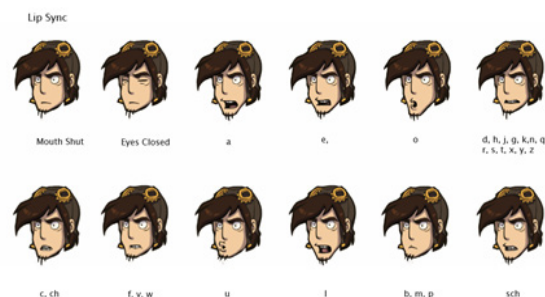 Lip Sync
Mouth Shut
Eyes Closed
a
e,
o
d, h, j, g, k,n, q
r, s, t, x, y, z
c, ch
f, v, w
u
l
b, m, p
sch